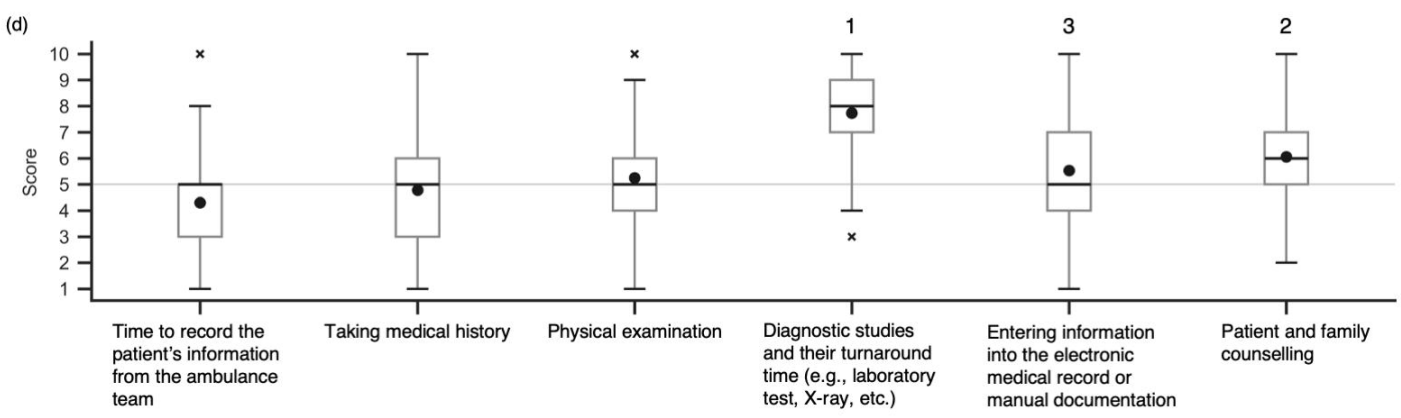 (d)
1
3
2
10
9
8
7
6
5
4
3
2
1
Score
Time to record the
patient's information
from the ambulance
team
Taking medical history
Physical examination
Diagnostic studies
and their turnaround
time (e.g., laboratory
test, X-ray, etc.)
Entering information
into the electronic
medical record or
manual documentation
Patient and family
counselling